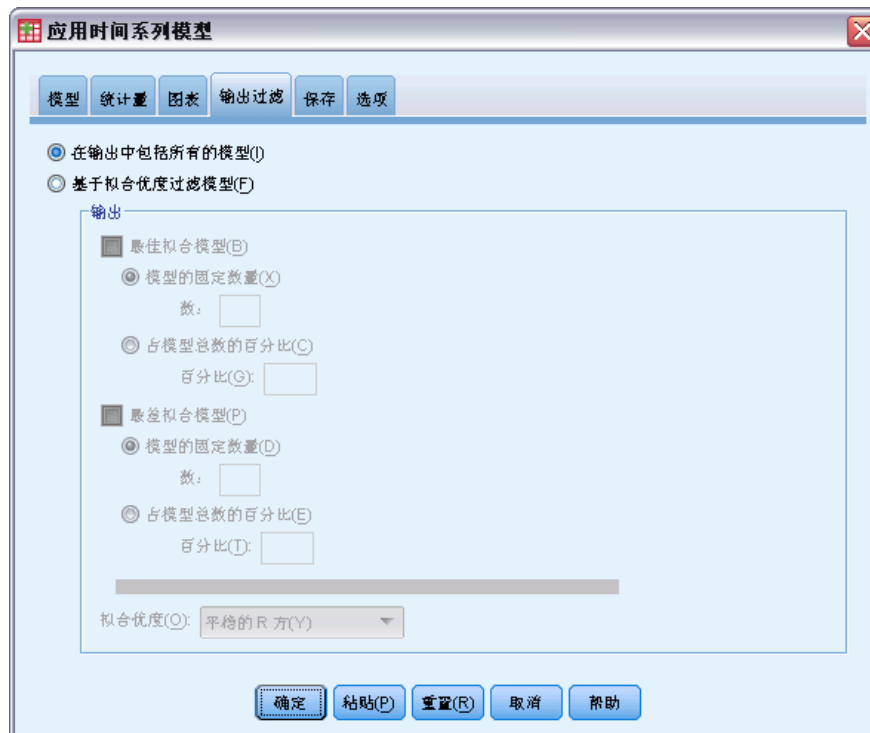 应用时间系列模型
模型 统计量 图表 输出过滤 保存 选项
在输出中包括所有的模型(I)
基于拟合优度过滤模型(F)
输出
最佳拟合模型(B)
模型的固定数量(X)
数：
占模型总数的百分比(C)
百分比(G):
最差拟合模型(P)
模型的固定数量(D)
数：
占模型总数的百分比(E)
百分比(T):
拟合优度(O): 平稳的 R 方(Y)
确定 粘贴(P) 重置(R) 取消 帮助